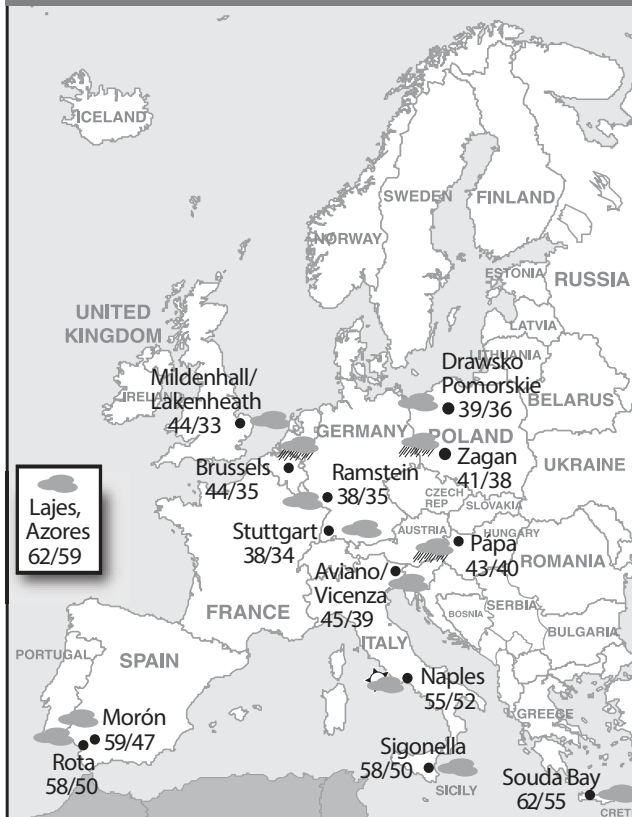 ICELAND
SWEDEN
FINLAND
NORWAY
ESTONIA
RUSSIA
UNITED
KINGDOM
LATVIA
LITHUANIA
Drawsko
Pomorskie
39/36
Mildenhall/
Lakenheath
44/33
IRELAND
BELARUS
GERMANY
POLAND
Zagan
41/38
Brussels
44/35
Ramstein
38/35
UKRAINE
CZECH
REP
SLOVAKIA
Lajes,
Azores
62/59
Stuttgart
38/34
AUSTRIA
HUNGARY
Pápa
43/40
ROMANIA
Aviano/
Vicenza
45/39
FRANCE
BOSNIA
SERBIA
BULGARIA
ITALY
PORTUGAL
SPAIN
Naples
55/52
GREECE
Morón
59/47
Rota
58/50
Sigonella
58/50
SICILY
Souda Bay
62/55
CRET